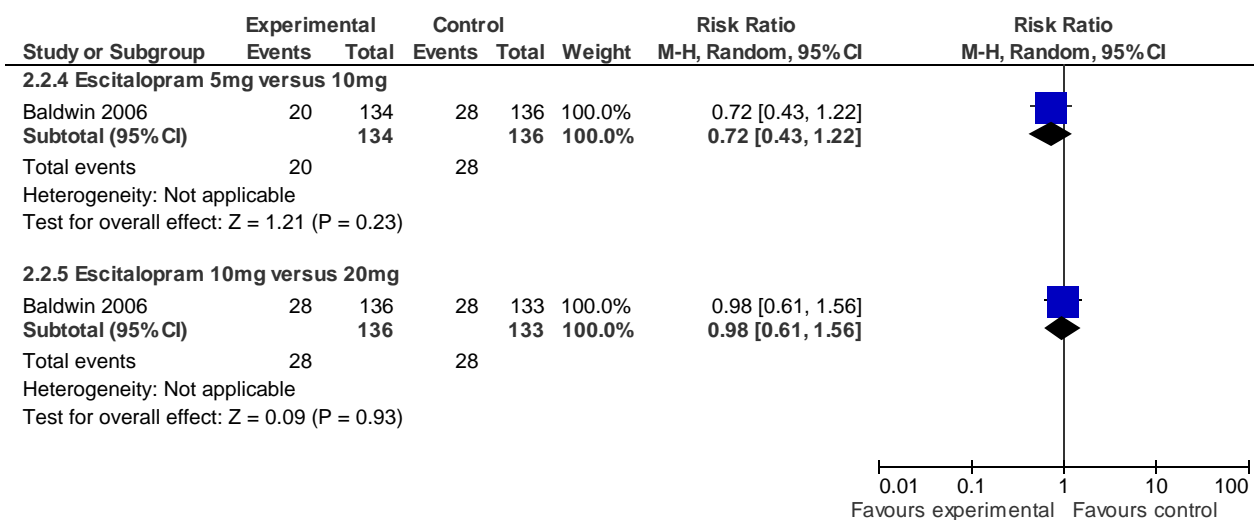 Experimental Control Risk Ratio Risk Ratio
Study or Subgroup Events Total Events Total Weight M-H, Random, 95% CI M-H, Random, 95% CI
2.2.4 Escitalopram 5mg versus 10mg
Baldwin 2006 20 134 28 136 100.0% 0.72 [0.43, 1.22]
Subtotal (95% CI) 134 136 100.0% 0.72 [0.43, 1.22]
Total events 20 28
Heterogeneity: Not applicable
Test for overall effect: Z = 1.21 (P = 0.23)
2.2.5 Escitalopram 10mg versus 20mg
Baldwin 2006 28 136 28 133 100.0% 0.98 [0.61, 1.56]
Subtotal (95% CI) 136 133 100.0% 0.98 [0.61, 1.56]
Total events 28 28
Heterogeneity: Not applicable
Test for overall effect: Z = 0.09 (P = 0.93)
0.01 0.1 1 10 100
Favours experimental Favours control